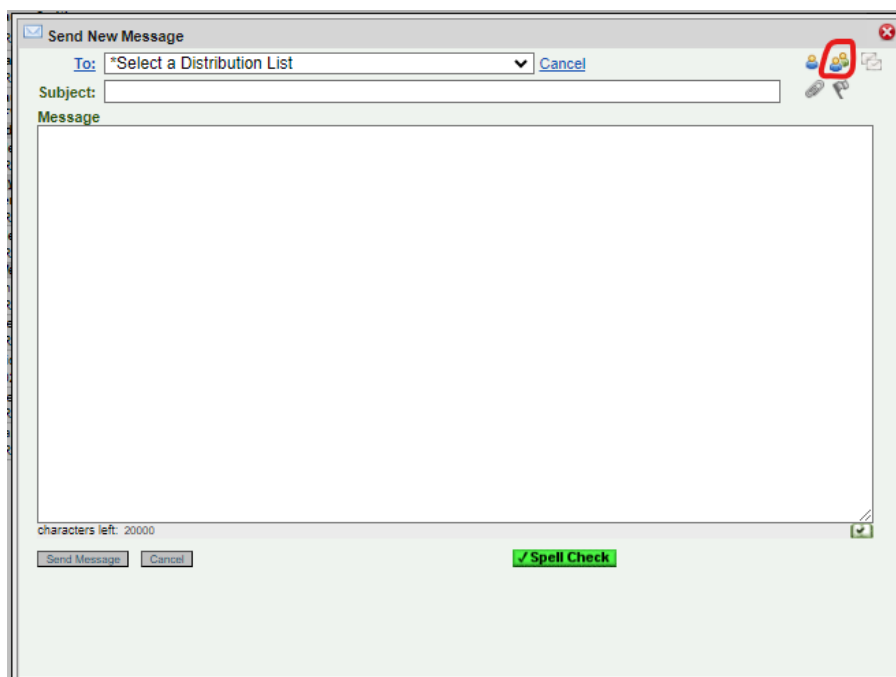 Send New Message
To: *Select a Distribution List Cancel
Subject:
Message
characters left: 20000
Send Message Cancel ✓Spell Check